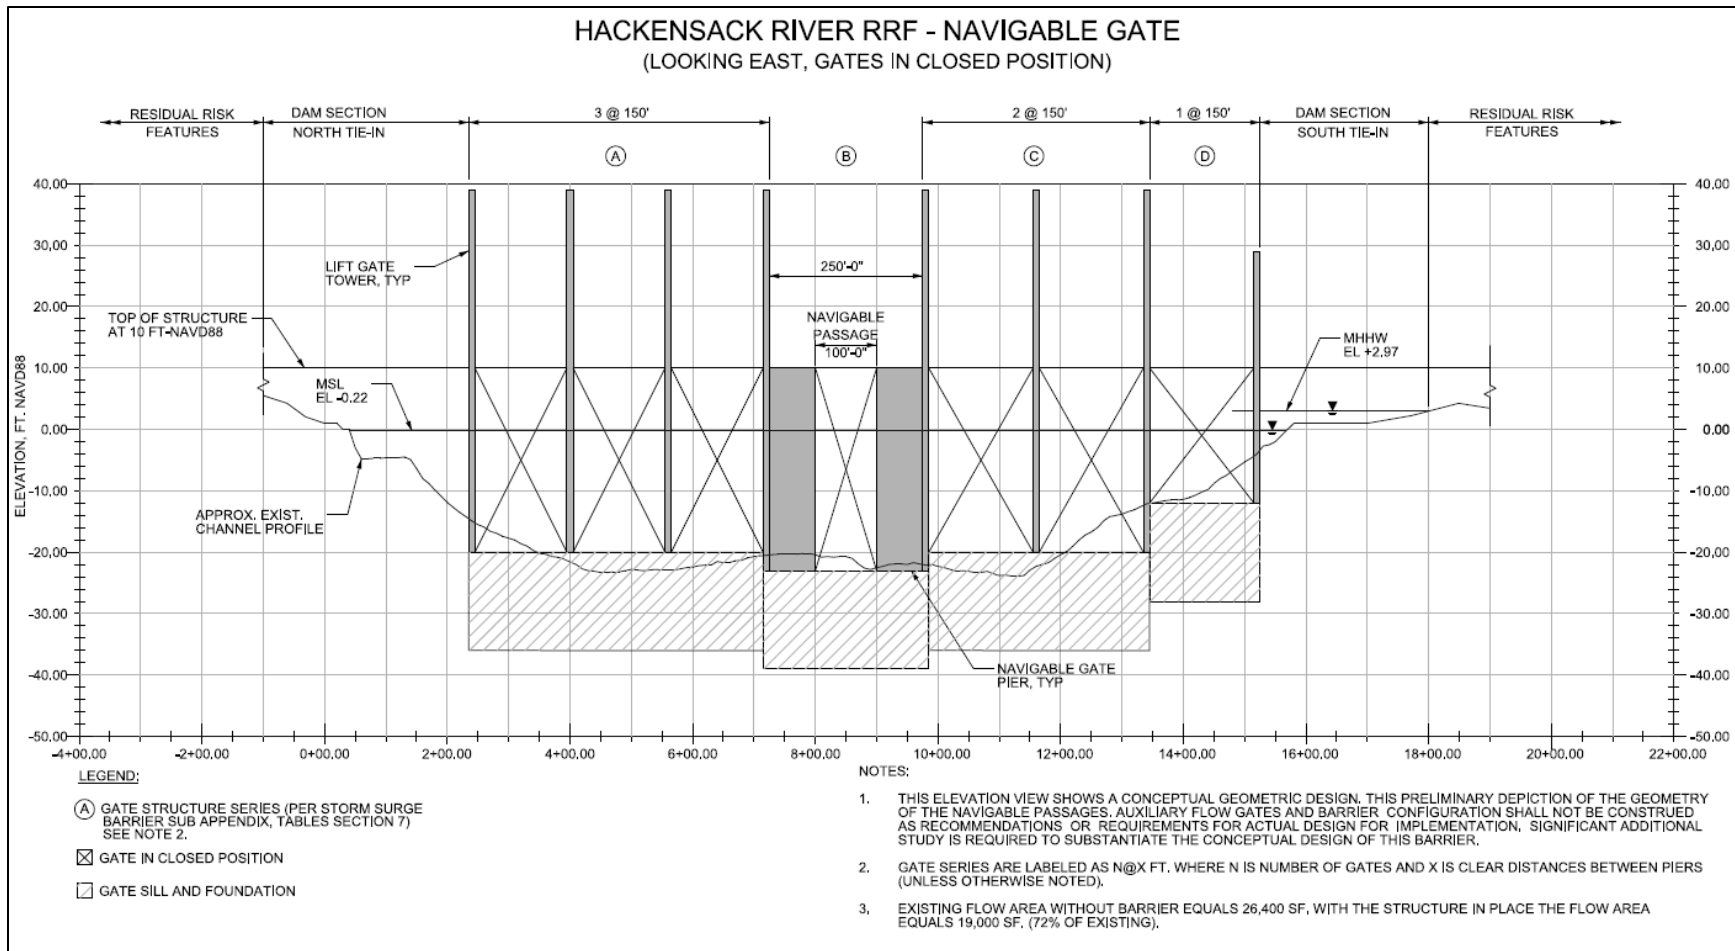 HACKENSACK RIVER RRF - NAVIGABLE GATE
(LOOKING EAST, GATES IN CLOSED POSITION)
RESIDUAL RISK
FEATURES
DAM SECTION
NORTH TIE-IN
3 @ 150'
2 @ 150'
1 @ 150'
DAM SECTION
SOUTH TIE-IN
RESIDUAL RISK
FEATURES
A
B
C
D
40.00
30.00
20.00
10.00
0.00
-10.00
-20.00
-30.00
-40.00
-50.00
ELEVATION, FT. NAVD88
LIFT GATE
TOWER, TYP
TOP OF STRUCTURE
AT 10 FT-NAVD88
MSL
EL -0.22
APPROX. EXIST.
CHANNEL PROFILE
250'-0"
NAVIGABLE
PASSAGE
100'-0"
MHHW
EL +2.97
NAVIGABLE GATE
PIER, TYP
40.00
30.00
20.00
10.00
0.00
-10.00
-20.00
-30.00
-40.00
-50.00
-4+00.00 -2+00.00 0+00.00 2+00.00 4+00.00 6+00.00 8+00.00 10+00.00 12+00.00 14+00.00 16+00.00 18+00.00 20+00.00 22+00.00
LEGEND:
A GATE STRUCTURE SERIES (PER STORM SURGE
BARRIER SUB APPENDIX, TABLES SECTION 7)
SEE NOTE 2.
GATE IN CLOSED POSITION
GATE SILL AND FOUNDATION
NOTES:
1. THIS ELEVATION VIEW SHOWS A CONCEPTUAL GEOMETRIC DESIGN. THIS PRELIMINARY DEPICTION OF THE GEOMETRY
OF THE NAVIGABLE PASSAGES. AUXILIARY FLOW GATES AND BARRIER CONFIGURATION SHALL NOT BE CONSTRUED
AS RECOMMENDATIONS OR REQUIREMENTS FOR ACTUAL DESIGN FOR IMPLEMENTATION. SIGNIFICANT ADDITIONAL
STUDY IS REQUIRED TO SUBSTANTIATE THE CONCEPTUAL DESIGN OF THIS BARRIER.
2. GATE SERIES ARE LABELED AS N@X FT. WHERE N IS NUMBER OF GATES AND X IS CLEAR DISTANCES BETWEEN PIERS
(UNLESS OTHERWISE NOTED).
3. EXISTING FLOW AREA WITHOUT BARRIER EQUALS 26,400 SF, WITH THE STRUCTURE IN PLACE THE FLOW AREA
EQUALS 19,000 SF. (72% OF EXISTING).